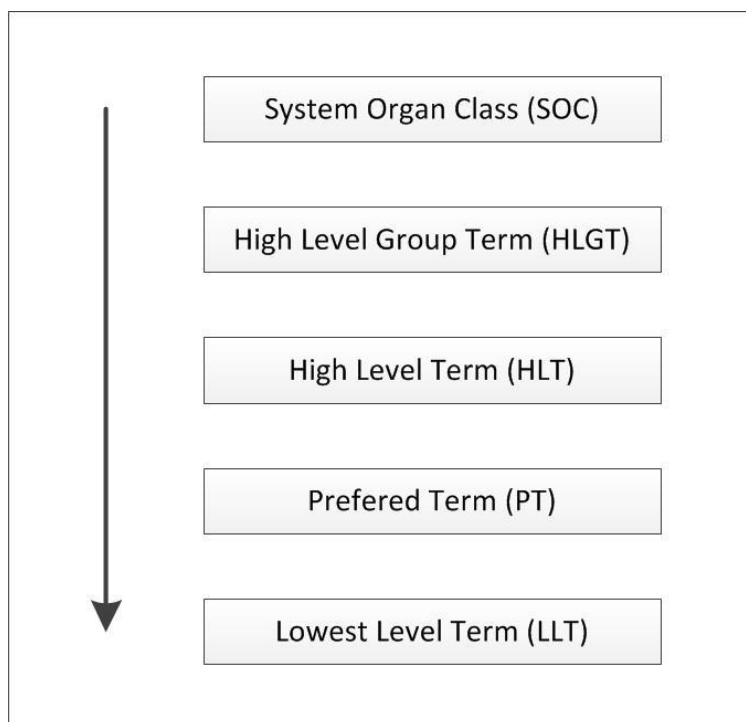 System Organ Class (SOC)
High Level Group Term (HLGT)
High Level Term (HLT)
Prefered Term (PT)
Lowest Level Term (LLT)